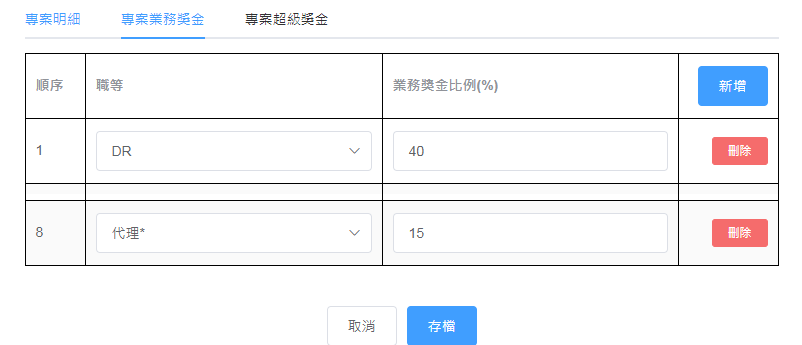 專案明細 專案業務獎金 專案超級獎金
順序 職等 業務獎金比例(%) 新增
1 DR 40 刪除
8 代理* 15 刪除
取消 存檔